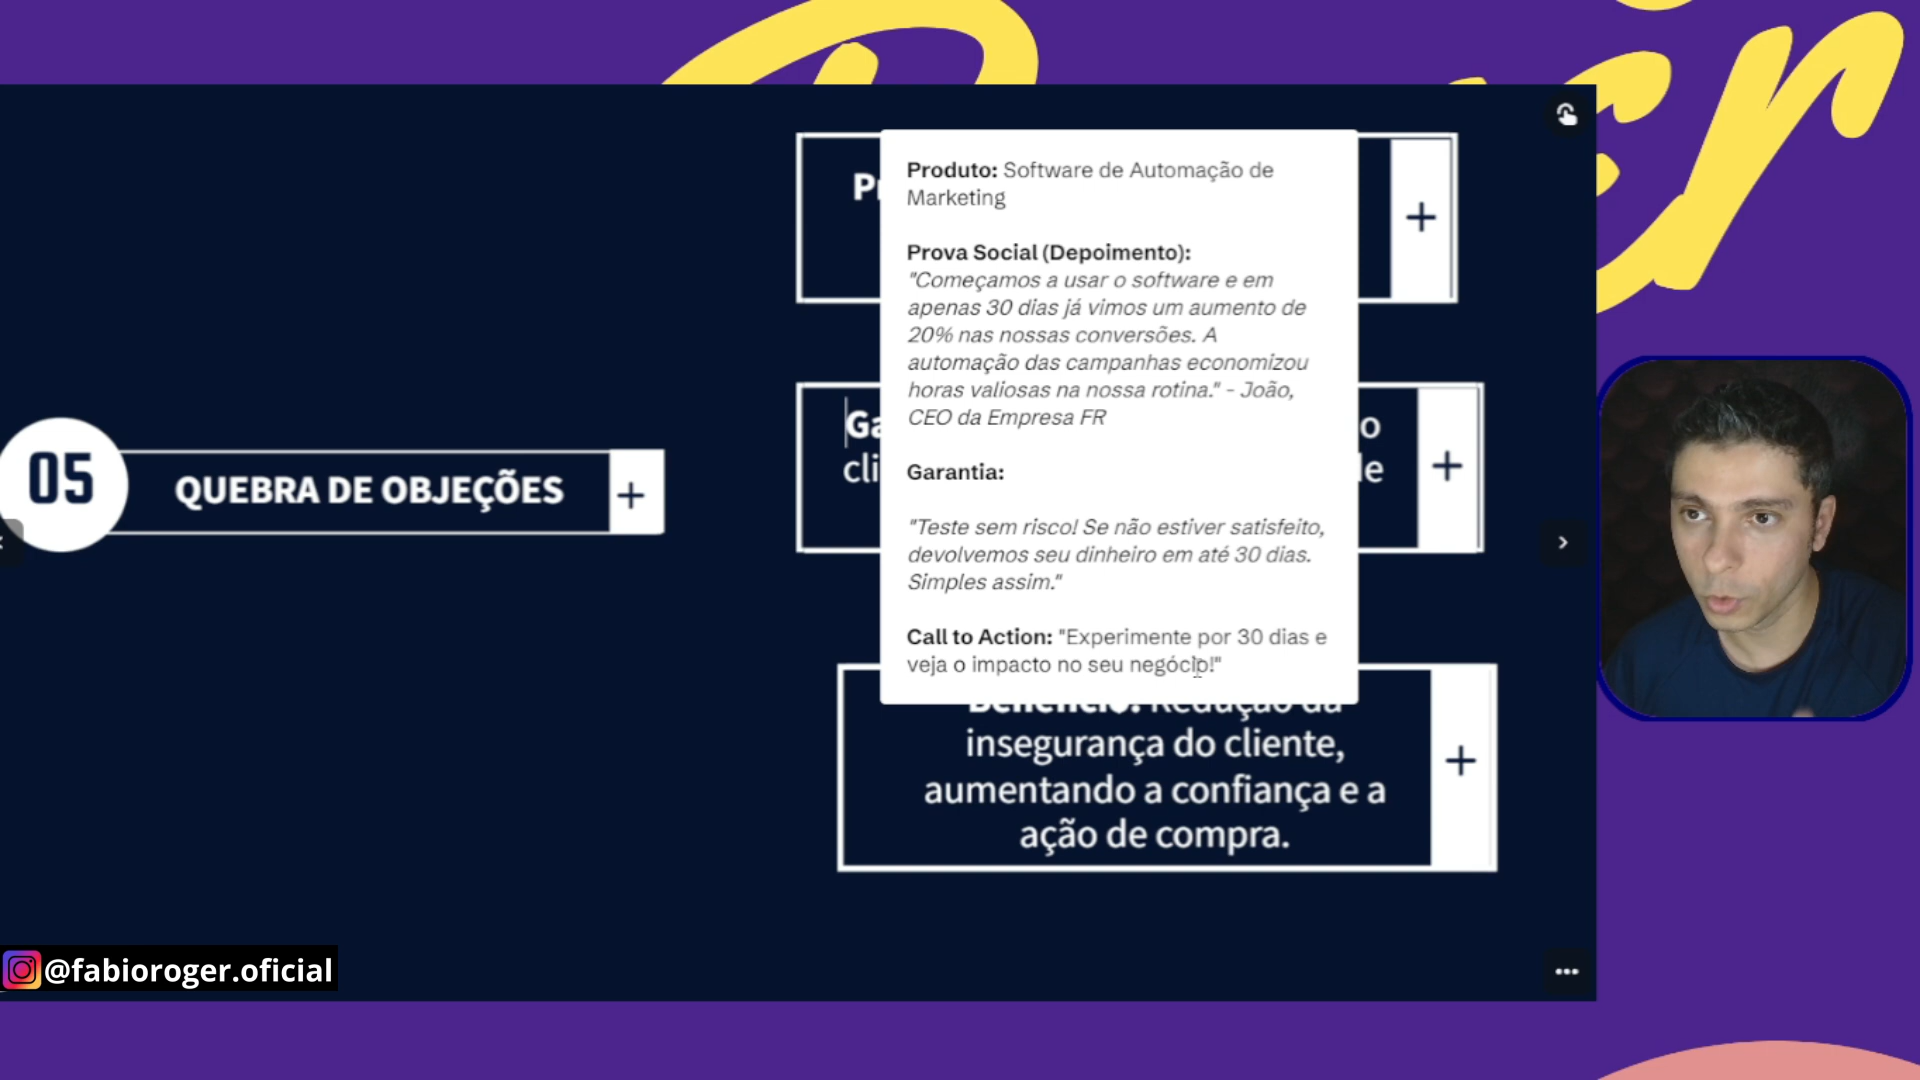 Produto: Software de Automação de
Marketing
Prova Social (Depoimento):
"Começamos a usar o software e em
apenas 30 dias já vimos um aumento de
20% nas nossas conversões. A
automação das campanhas economizou
horas valiosas na nossa rotina." - João,
CEO da Empresa FR
Garantia:
"Teste sem risco! Se não estiver satisfeito,
devolvemos seu dinheiro em até 30 dias.
Simples assim."
Call to Action: "Experimente por 30 dias e
veja o impacto no seu negócio!"
05
QUEBRA DE OBJEÇÕES
Benefício: Redução da
insegurança do cliente,
aumentando a confiança e a
ação de compra.
@fabioroger.oficial